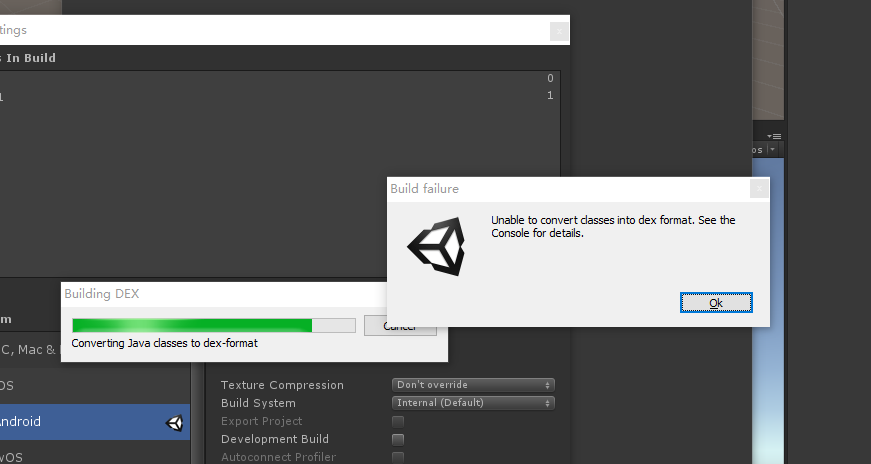 tings
s In Build
0
1
os
Build failure
Unable to convert classes into dex format. See the
Console for details.
Ok
Building DEX
Cancel
Converting Java classes to dex-format
m
C, Mac &
OS
Android
vOS
Texture Compression
Don't override
Build System
Internal (Default)
Export Project
Development Build
Autoconnect Profiler